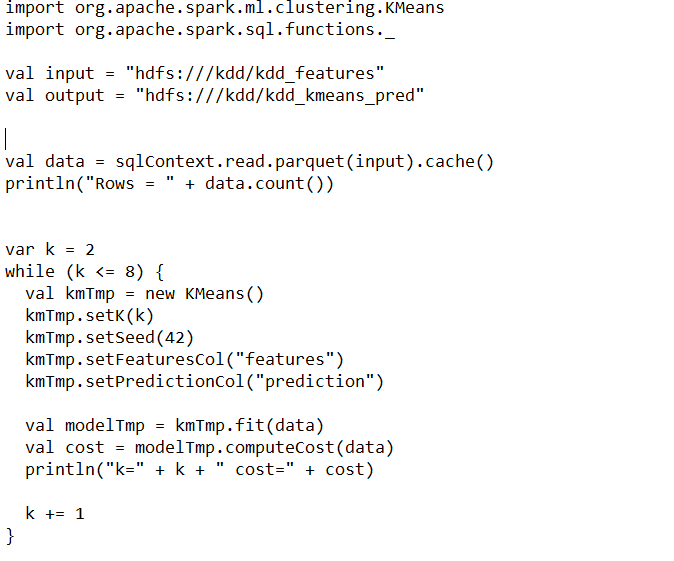 import org.apache.spark.ml.clustering.KMeans
import org.apache.spark.sql.functions._
val input = "hdfs:///kdd/kdd_features"
val output = "hdfs:///kdd/kdd_kmeans_pred"
val data = sqlContext.read.parquet(input).cache()
println("Rows = " + data.count())
var k = 2
while (k <= 8) {
  val kmTmp = new KMeans()
  kmTmp.setK(k)
  kmTmp.setSeed(42)
  kmTmp.setFeaturesCol("features")
  kmTmp.setPredictionCol("prediction")
  val modelTmp = kmTmp.fit(data)
  val cost = modelTmp.computeCost(data)
  println("k=" + k + " cost=" + cost)
  k += 1
}